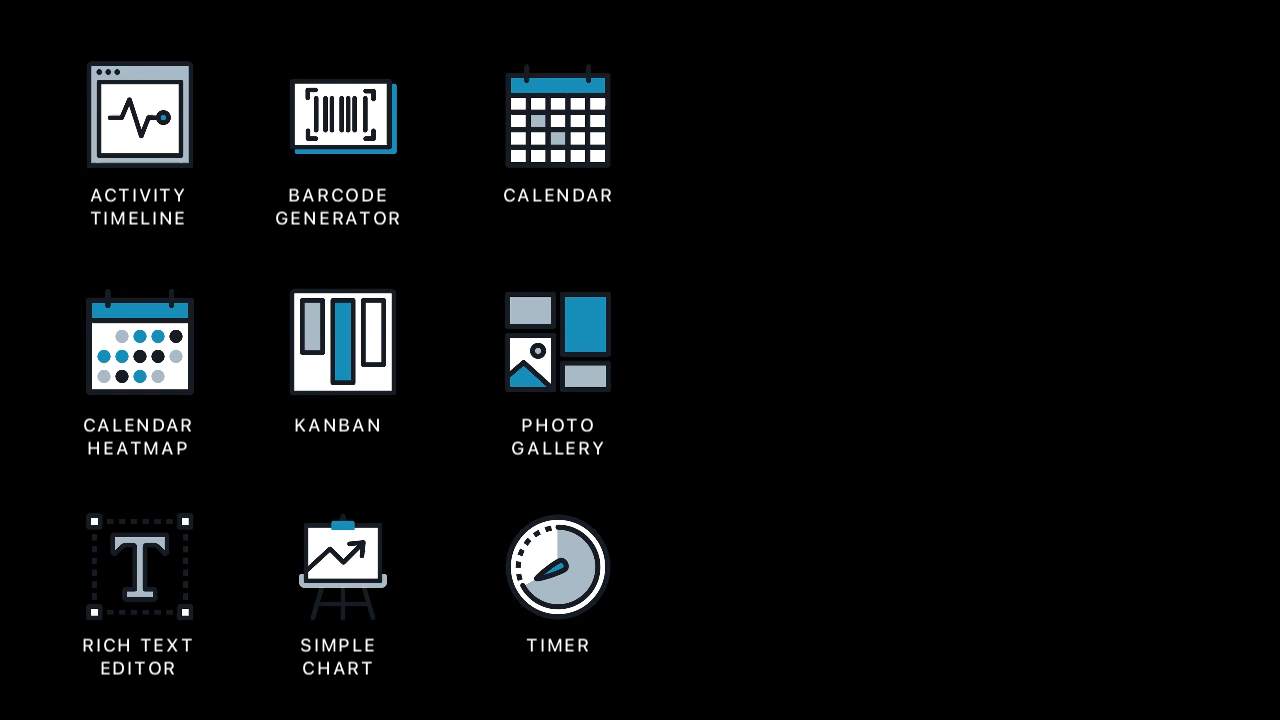 ACTIVITY
TIMELINE
BARCODE
GENERATOR
CALENDAR
CALENDAR
HEATMAP
KANBAN
PHOTO
GALLERY
RICH TEXT
EDITOR
SIMPLE
CHART
TIMER